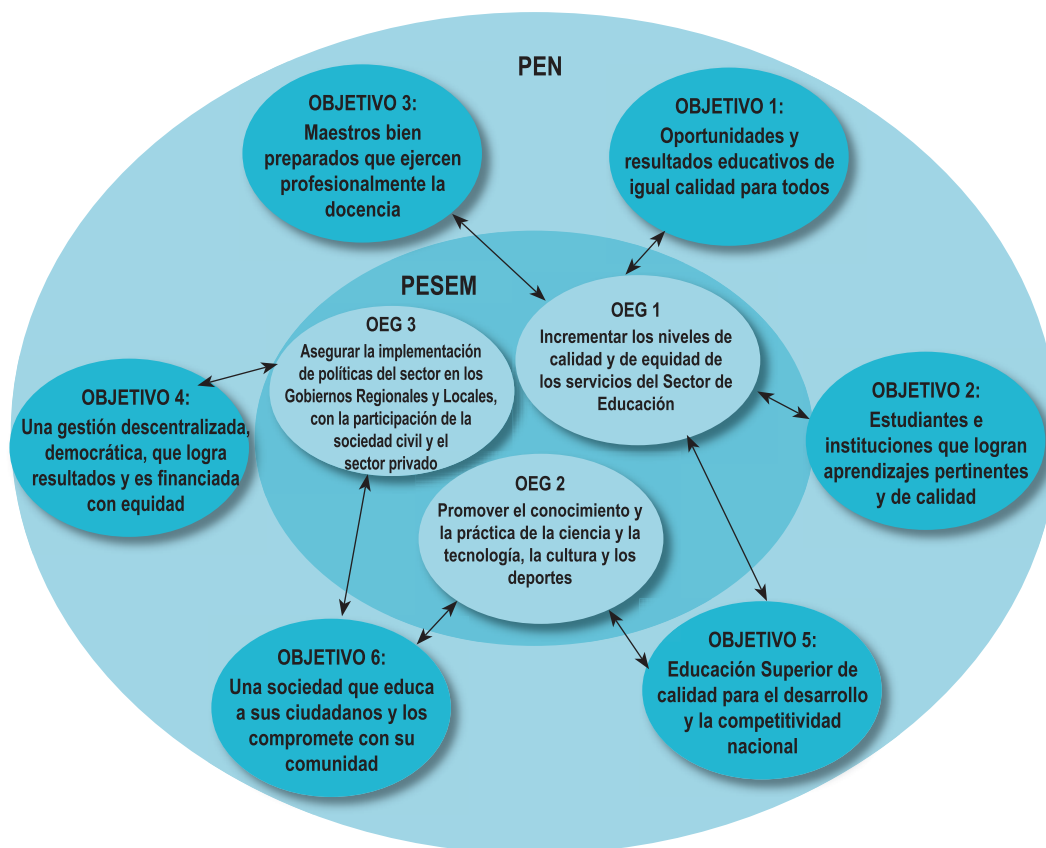 PEN
OBJETIVO 3:
Maestros bien
preparados que ejercen
profesionalmente la
docencia
OBJETIVO 1:
Oportunidades y
resultados educativos de
igual calidad para todos
PESEM
OEG 3
Asegurar la implementación
de políticas del sector en los
Gobiernos Regionales y Locales,
con la participación de la
sociedad civil y el
sector privado
OEG 1
Incrementar los niveles de
calidad y de equidad de
los servicios del Sector de
Educación
OBJETIVO 4:
Una gestión descentralizada,
democrática, que logra
resultados y es financiada
con equidad
OBJETIVO 2:
Estudiantes e
instituciones que logran
aprendizajes pertinentes
y de calidad
OEG 2
Promover el conocimiento y
la práctica de la ciencia y la
tecnología, la cultura y los
deportes
OBJETIVO 6:
Una sociedad que educa
a sus ciudadanos y los
compromete con su
comunidad
OBJETIVO 5:
Educación Superior de
calidad para el desarrollo
y la competitividad
nacional